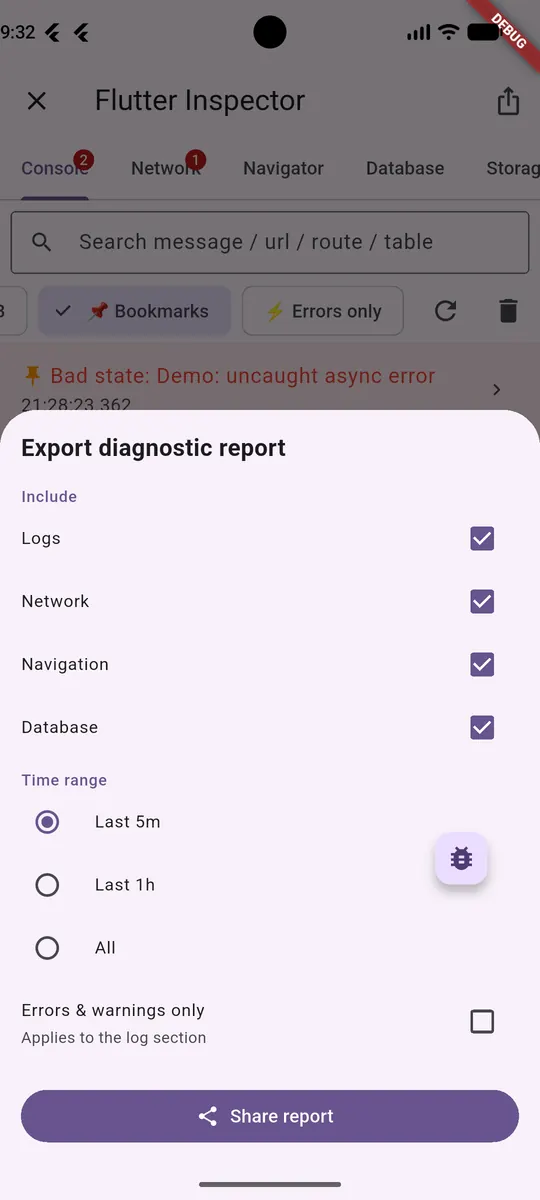 9:32
DEBUG
Flutter Inspector
Console 2
Network 1
Navigator
Database
Storag
Search message / url / route / table
3
Bookmarks
Errors only
Bad state: Demo: uncaught async error
21:28:23.362
Export diagnostic report
Include
Logs
Network
Navigation
Database
Time range
Last 5m
Last 1h
All
Errors & warnings only
Applies to the log section
Share report